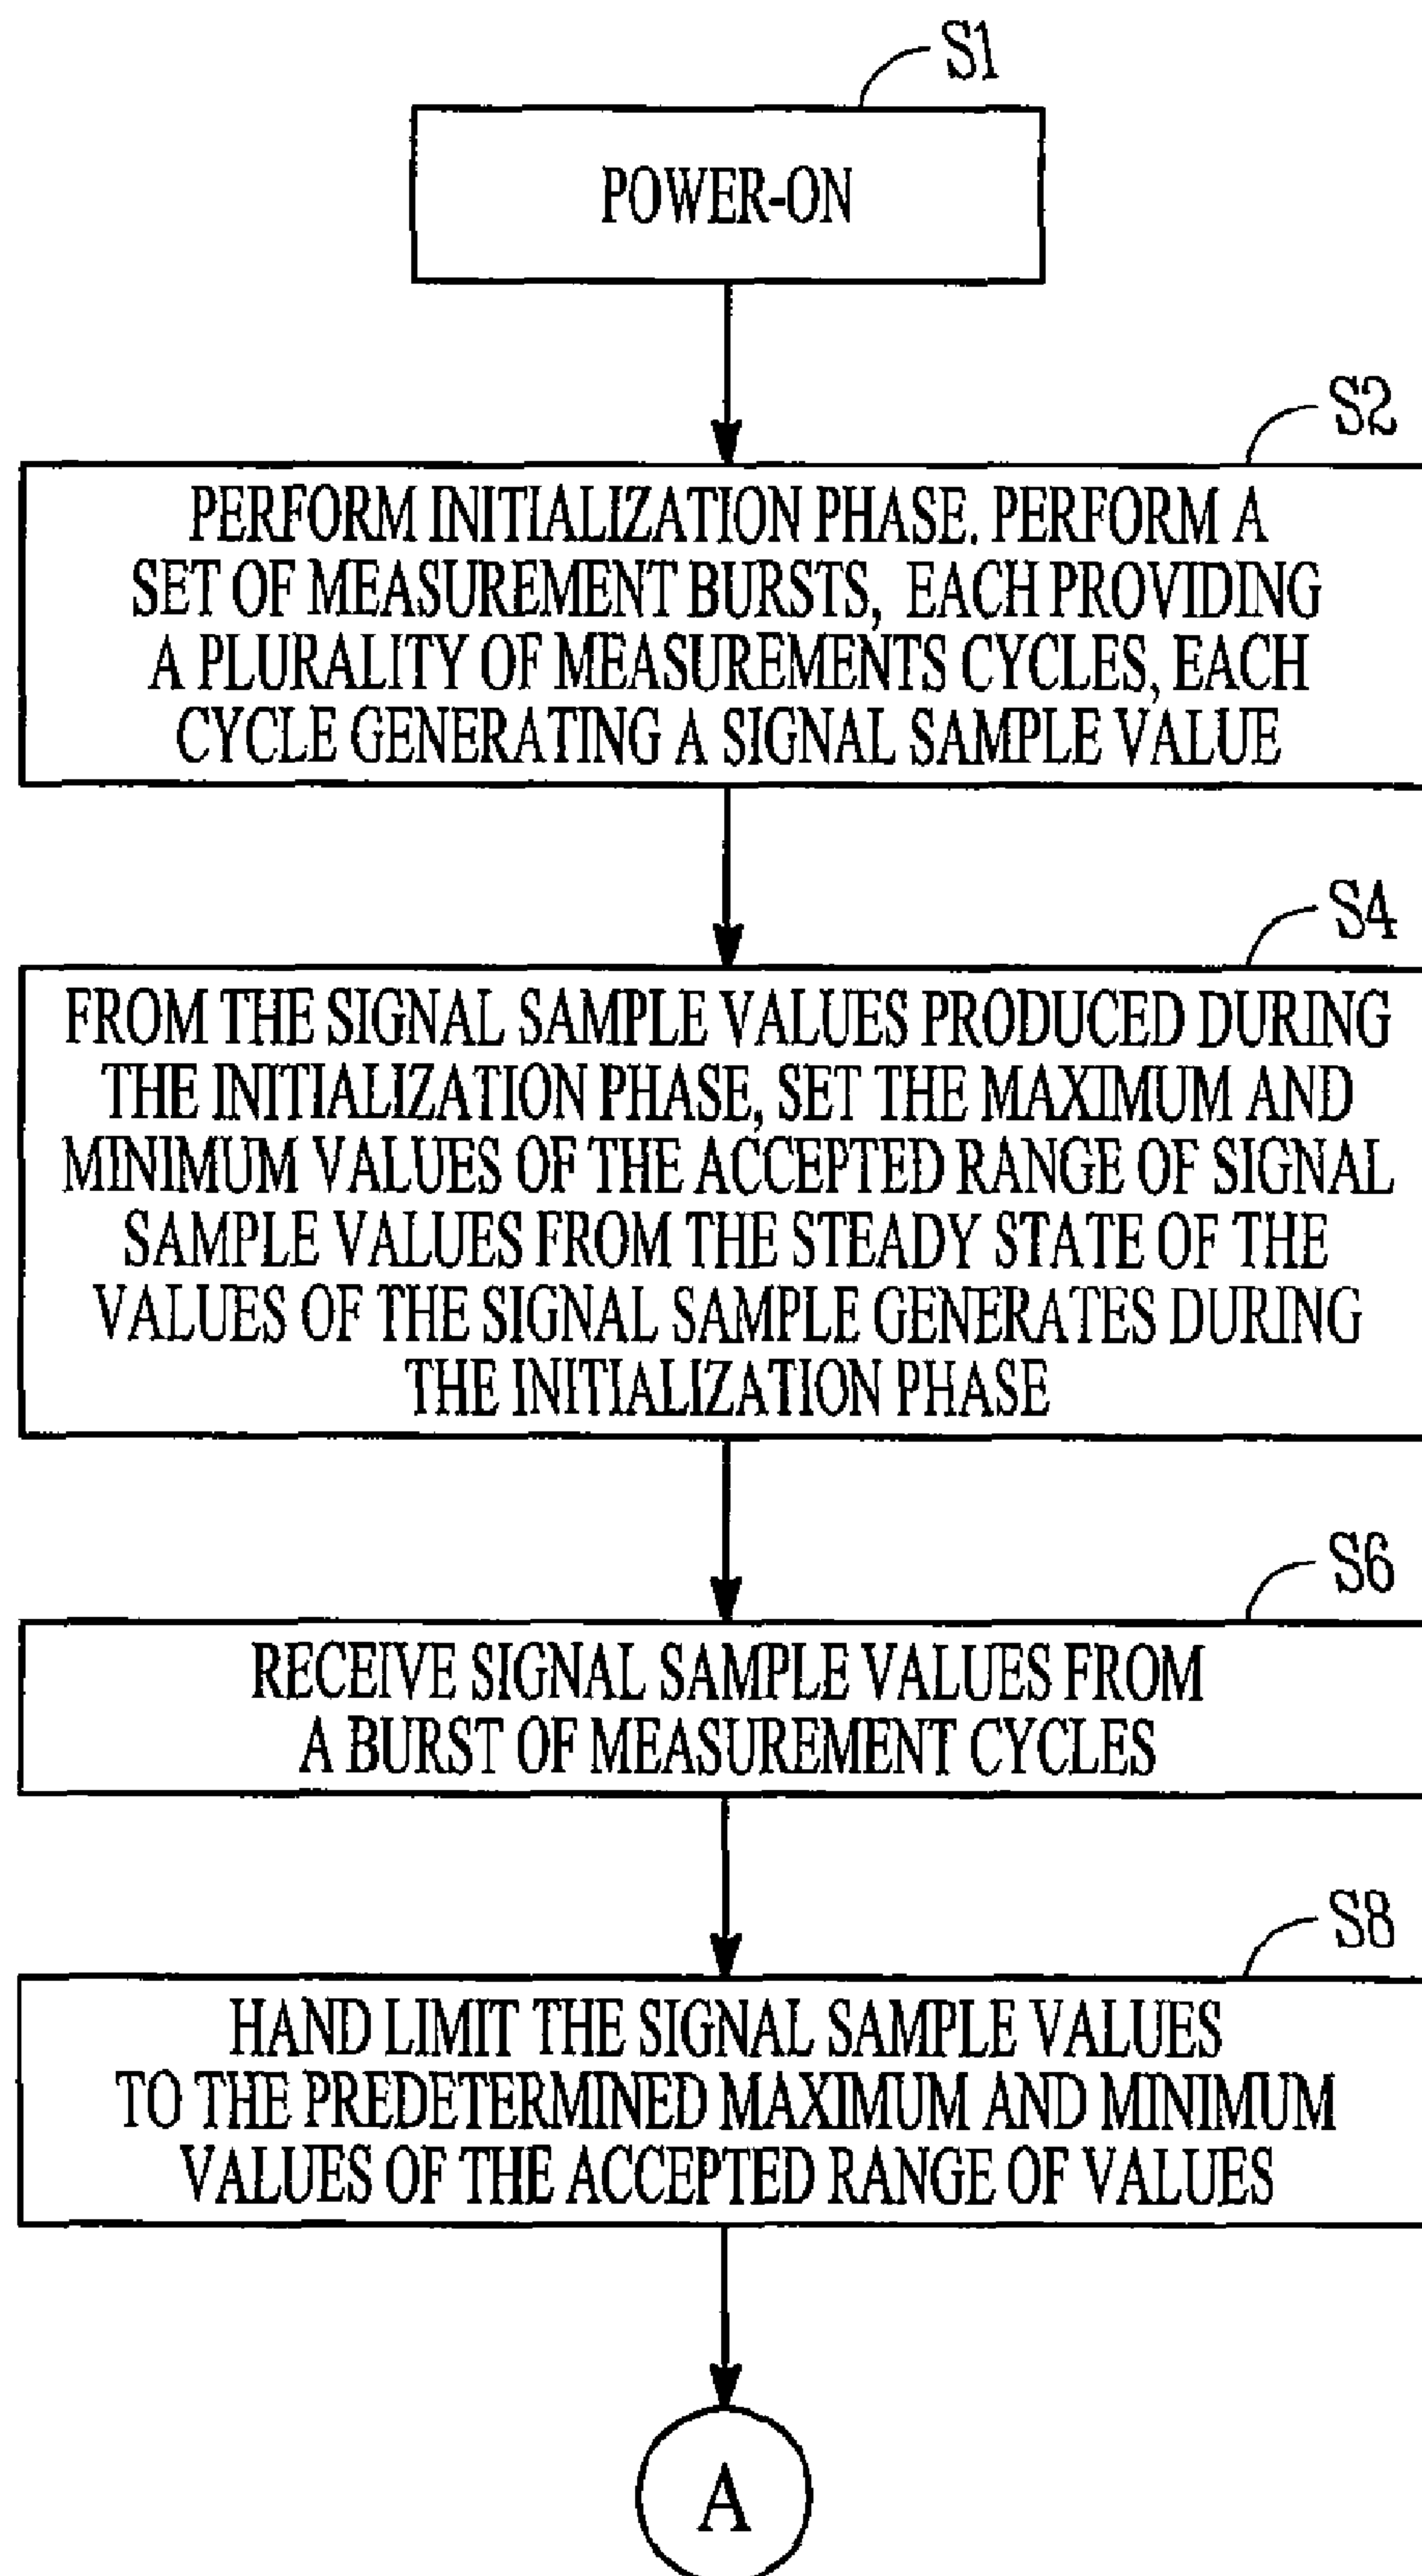 S1
POWER-ON
S2
PERFORM INITIALIZATION PHASE. PERFORM A
SET OF MEASUREMENT BURSTS, EACH PROVIDING
A PLURALITY OF MEASUREMENTS CYCLES, EACH
CYCLE GENERATING A SIGNAL SAMPLE VALUE
S4
FROM THE SIGNAL SAMPLE VALUES PRODUCED DURING
THE INITIALIZATION PHASE, SET THE MAXIMUM AND
MINIMUM VALUES OF THE ACCEPTED RANGE OF SIGNAL
SAMPLE VALUES FROM THE STEADY STATE OF THE
VALUES OF THE SIGNAL SAMPLE GENERATES DURING
THE INITIALIZATION PHASE
S6
RECEIVE SIGNAL SAMPLE VALUES FROM
A BURST OF MEASUREMENT CYCLES
S8
HAND LIMIT THE SIGNAL SAMPLE VALUES
TO THE PREDETERMINED MAXIMUM AND MINIMUM
VALUES OF THE ACCEPTED RANGE OF VALUES
A